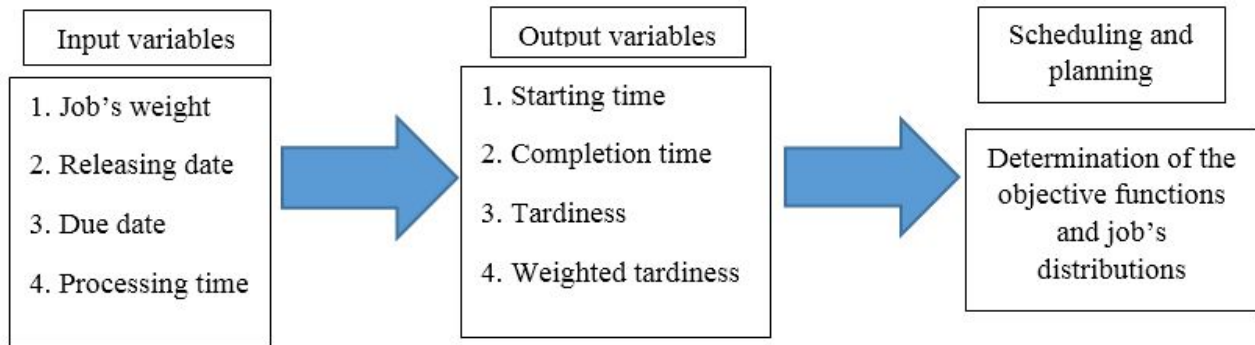 Input variables
1. Job’s weight
2. Releasing date
3. Due date
4. Processing time
Output variables
1. Starting time
2. Completion time
3. Tardiness
4. Weighted tardiness
Scheduling and
planning
Determination of the
objective functions
and job’s
distributions